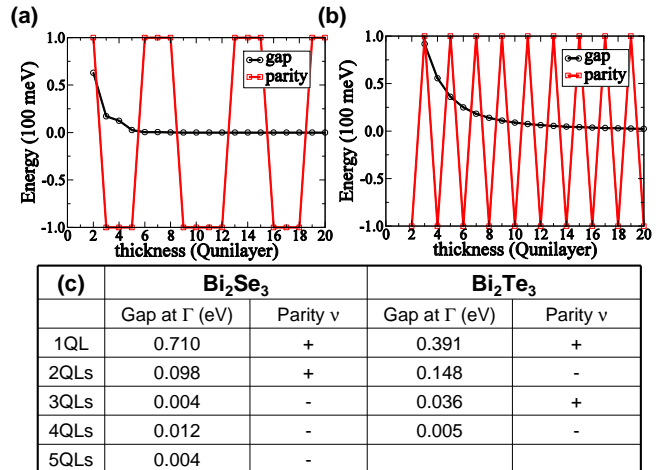 (a)
1.0
0.5
0.0
-0.5
-1.0
Energy (100 meV)
gap
parity
0 2 4 6 8 10 12 14 16 18 20
thickness (Qunilayer)
(b)
1.0
0.5
0.0
-0.5
-1.0
Energy (100 meV)
gap
parity
0 2 4 6 8 10 12 14 16 18 20
thickness (Qunilayer)
(c) Bi₂Se₃ Bi₂Te₃
Gap at Γ (eV) Parity ν Gap at Γ (eV) Parity ν
1QL 0.710 + 0.391 +
2QLs 0.098 + 0.148 -
3QLs 0.004 - 0.036 +
4QLs 0.012 - 0.005 -
5QLs 0.004 -